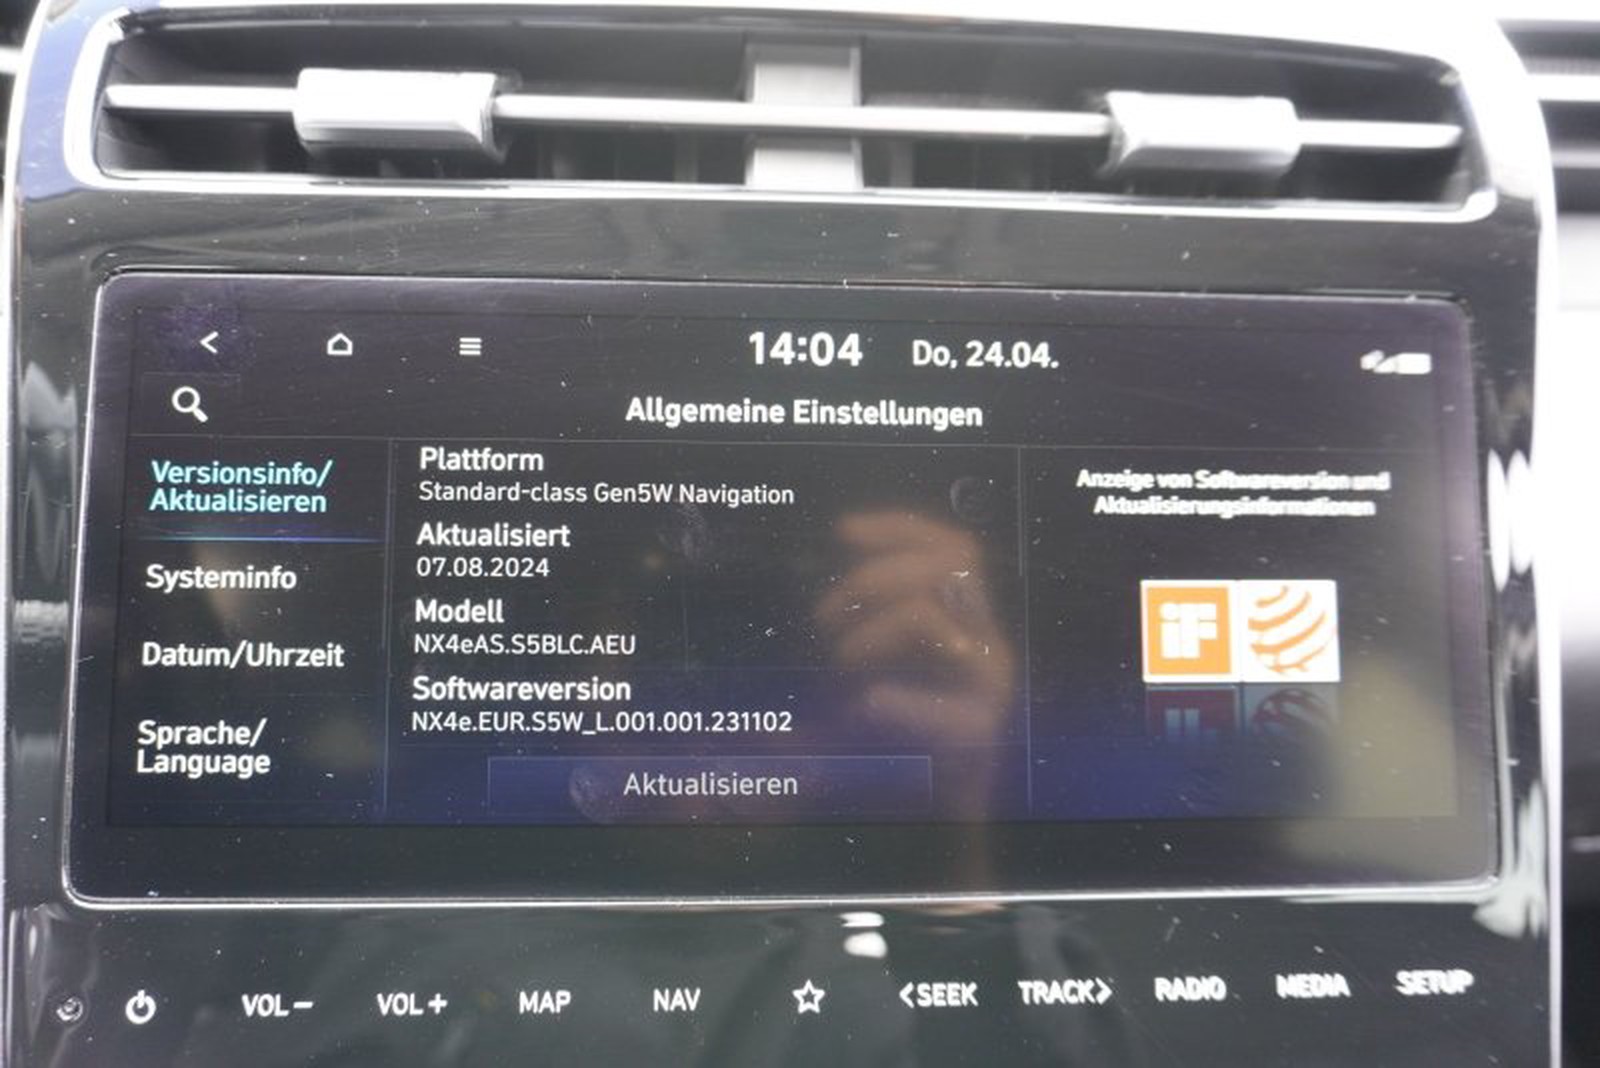 14:04 Do, 24.04.
Allgemeine Einstellungen
Versionsinfo/
Aktualisieren
Systeminfo
Datum/Uhrzeit
Sprache/
Language
Plattform
Standard-class Gen5W Navigation
Aktualisiert
07.08.2024
Modell
NX4eAS.S5BLC.AEU
Softwareversion
NX4e.EUR.S5W_L.001.001.231102
Aktualisieren
Anzeige von Softwareversion und
Aktualisierungsinformationen
iF
VOL− VOL+ MAP NAV <SEEK TRACK> RADIO MEDIA SETUP